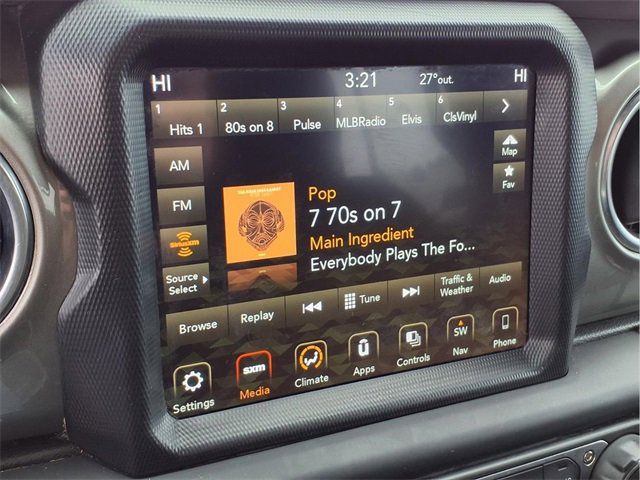 HI 3:21 27°out. HI
1 2 3 4 5 6
Hits 1 80s on 8 Pulse MLBRadio Elvis ClsVinyl
AM
Map
FM
Fav
Pop
7 70s on 7
SiriusXM
Main Ingredient
Everybody Plays The Fo...
Source
Select
Traffic &
Weather
Audio
Browse Replay Tune
SW
sxm
Settings Media Climate Apps Controls Nav Phone